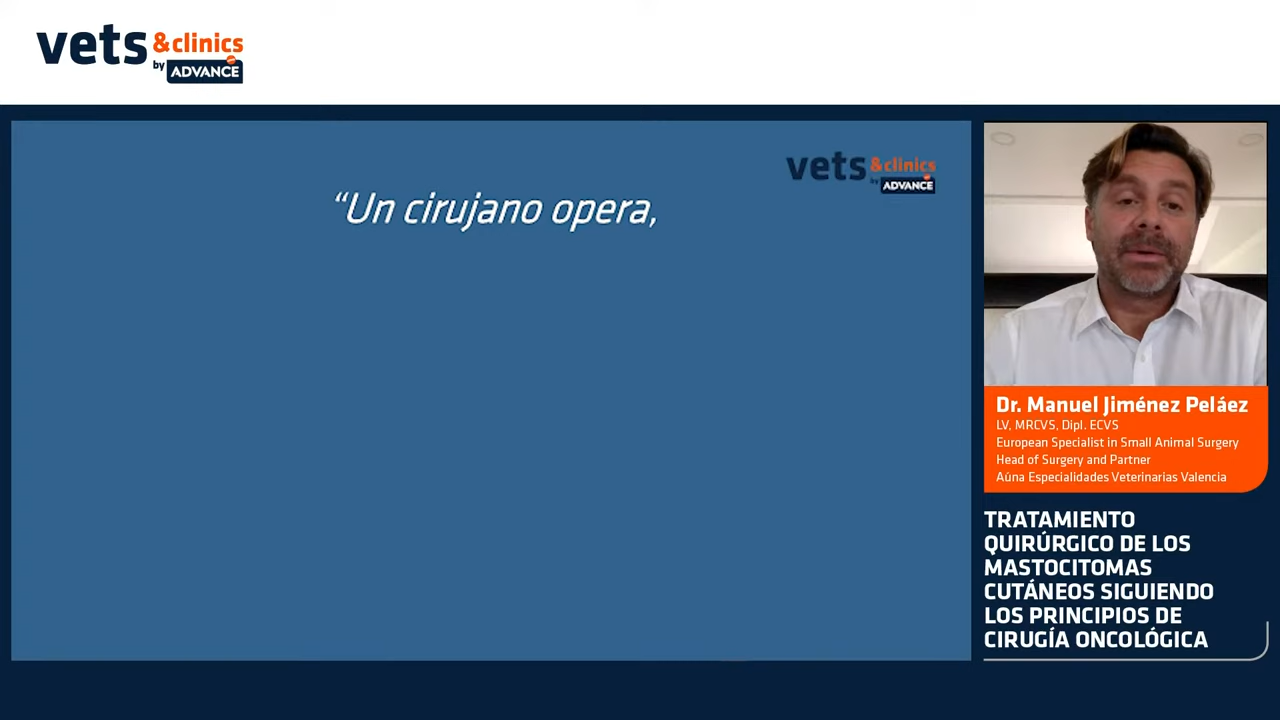 vets &clinics
by ADVANCE
vets &clinics
by ADVANCE
“Un cirujano opera,
Dr. Manuel Jiménez Peláez
LV, MRCVS, Dipl. ECVS
European Specialist in Small Animal Surgery
Head of Surgery and Partner
Aúna Especialidades Veterinarias Valencia
TRATAMIENTO
QUIRÚRGICO DE LOS
MASTOCITOMAS
CUTÁNEOS SIGUIENDO
LOS PRINCIPIOS DE
CIRUGÍA ONCOLÓGICA